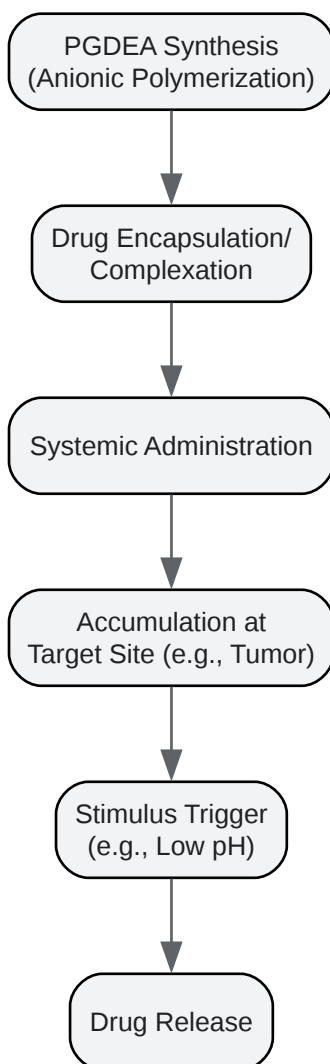 PGDEA Synthesis
(Anionic Polymerization)
Drug Encapsulation/
Complexation
Systemic Administration
Accumulation at
Target Site (e.g., Tumor)
Stimulus Trigger
(e.g., Low pH)
Drug Release